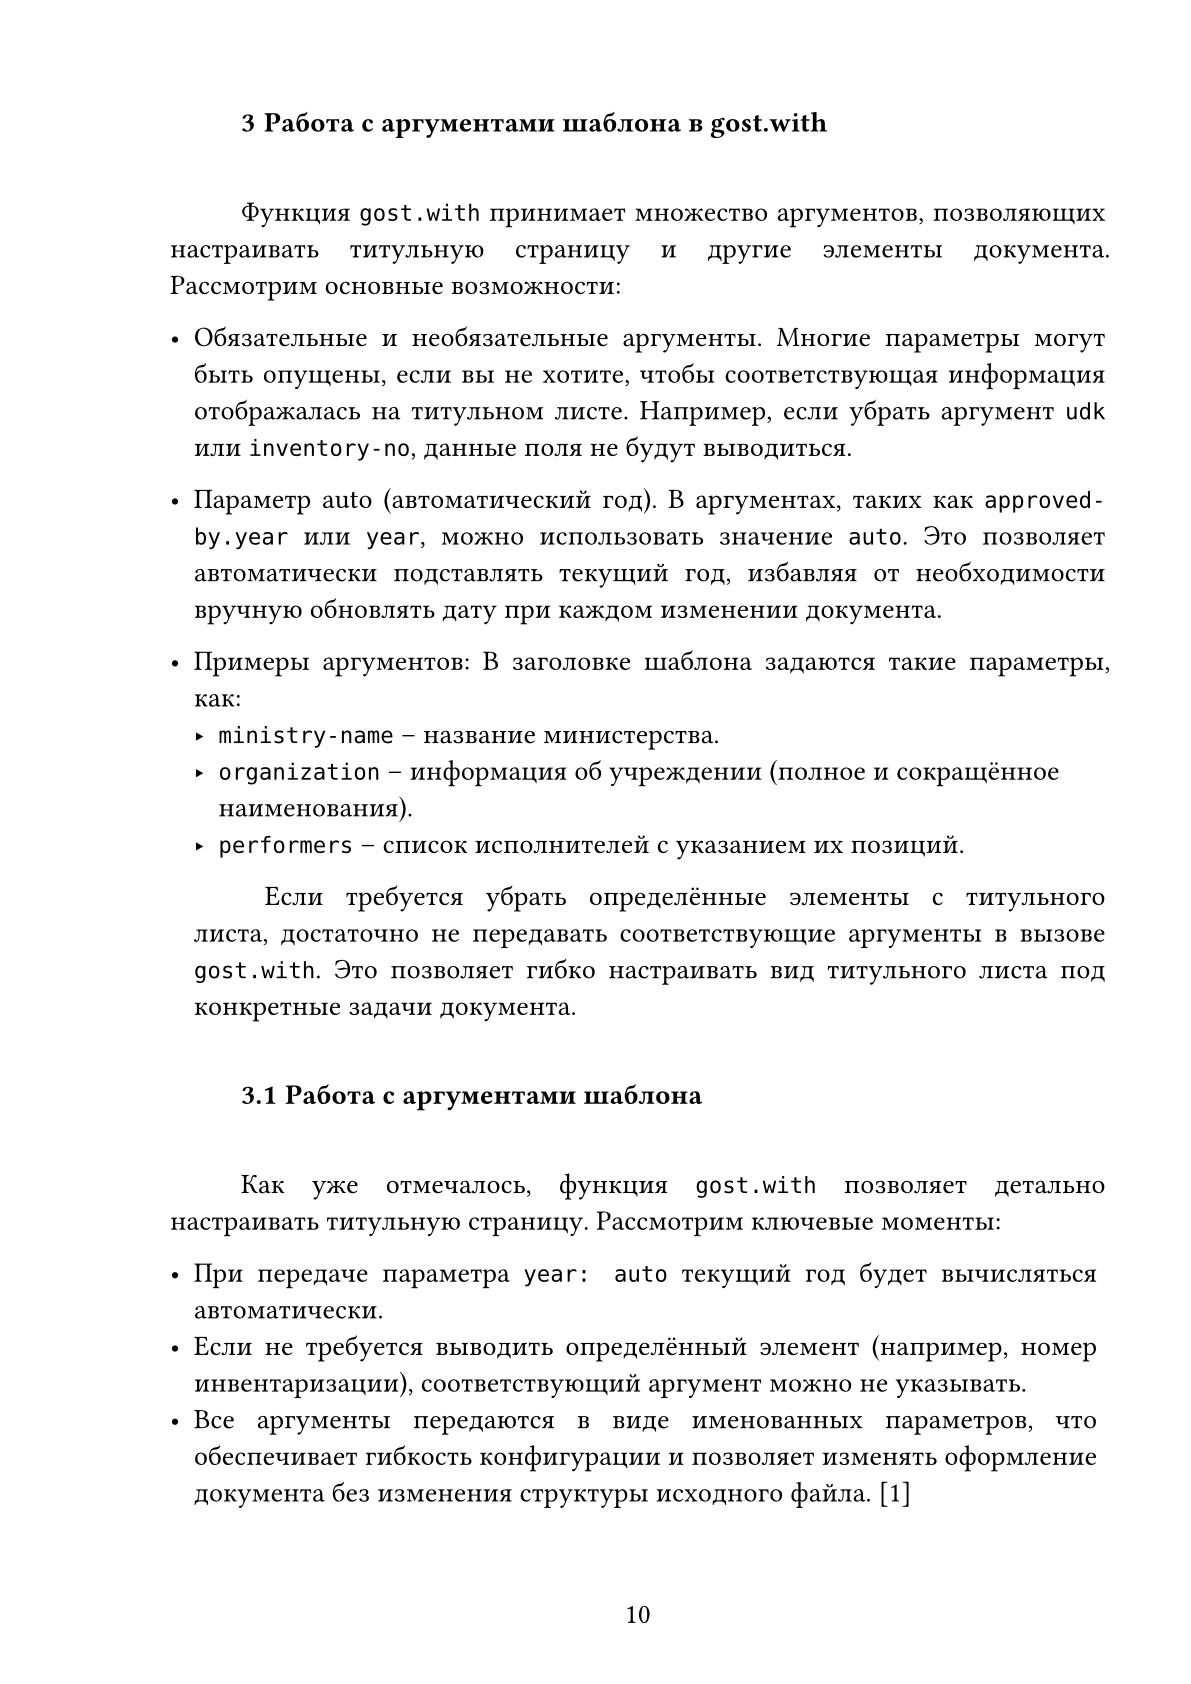 3 Работа с аргументами шаблона в gost.with
Функция gost.with принимает множество аргументов, позволяющих
настраивать титульную страницу и другие элементы документа.
Рассмотрим основные возможности:
• Обязательные и необязательные аргументы. Многие параметры могут
быть опущены, если вы не хотите, чтобы соответствующая информация
отображалась на титульном листе. Например, если убрать аргумент udk
или inventory-no, данные поля не будут выводиться.
• Параметр auto (автоматический год). В аргументах, таких как approved-
by.year или year, можно использовать значение auto. Это позволяет
автоматически подставлять текущий год, избавляя от необходимости
вручную обновлять дату при каждом изменении документа.
• Примеры аргументов: В заголовке шаблона задаются такие параметры,
как:
‣ ministry-name – название министерства.
‣ organization – информация об учреждении (полное и сокращённое
наименования).
‣ performers – список исполнителей с указанием их позиций.
Если требуется убрать определённые элементы с титульного
листа, достаточно не передавать соответствующие аргументы в вызове
gost.with. Это позволяет гибко настраивать вид титульного листа под
конкретные задачи документа.
3.1 Работа с аргументами шаблона
Как уже отмечалось, функция gost.with позволяет детально
настраивать титульную страницу. Рассмотрим ключевые моменты:
• При передаче параметра year: auto текущий год будет вычисляться
автоматически.
• Если не требуется выводить определённый элемент (например, номер
инвентаризации), соответствующий аргумент можно не указывать.
• Все аргументы передаются в виде именованных параметров, что
обеспечивает гибкость конфигурации и позволяет изменять оформление
документа без изменения структуры исходного файла. [1]
10